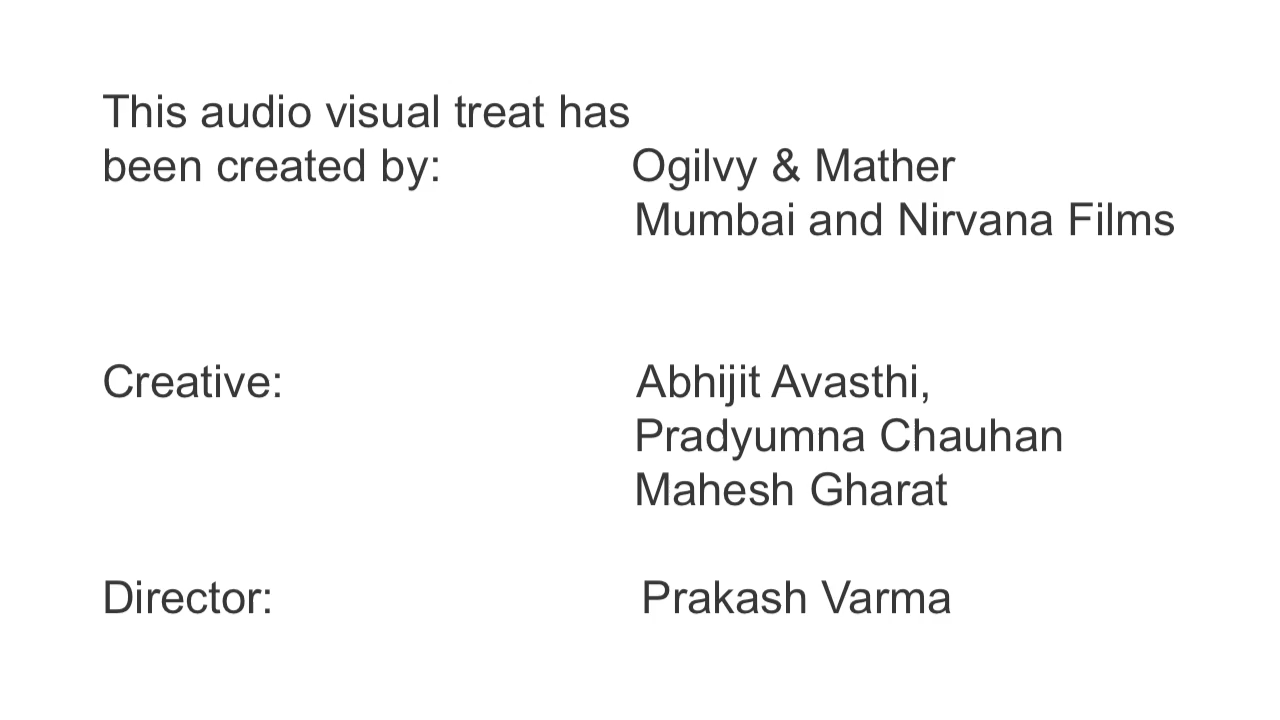 This audio visual treat has
been created by: Ogilvy & Mather
Mumbai and Nirvana Films
Creative: Abhijit Avasthi,
Pradyumna Chauhan
Mahesh Gharat
Director: Prakash Varma